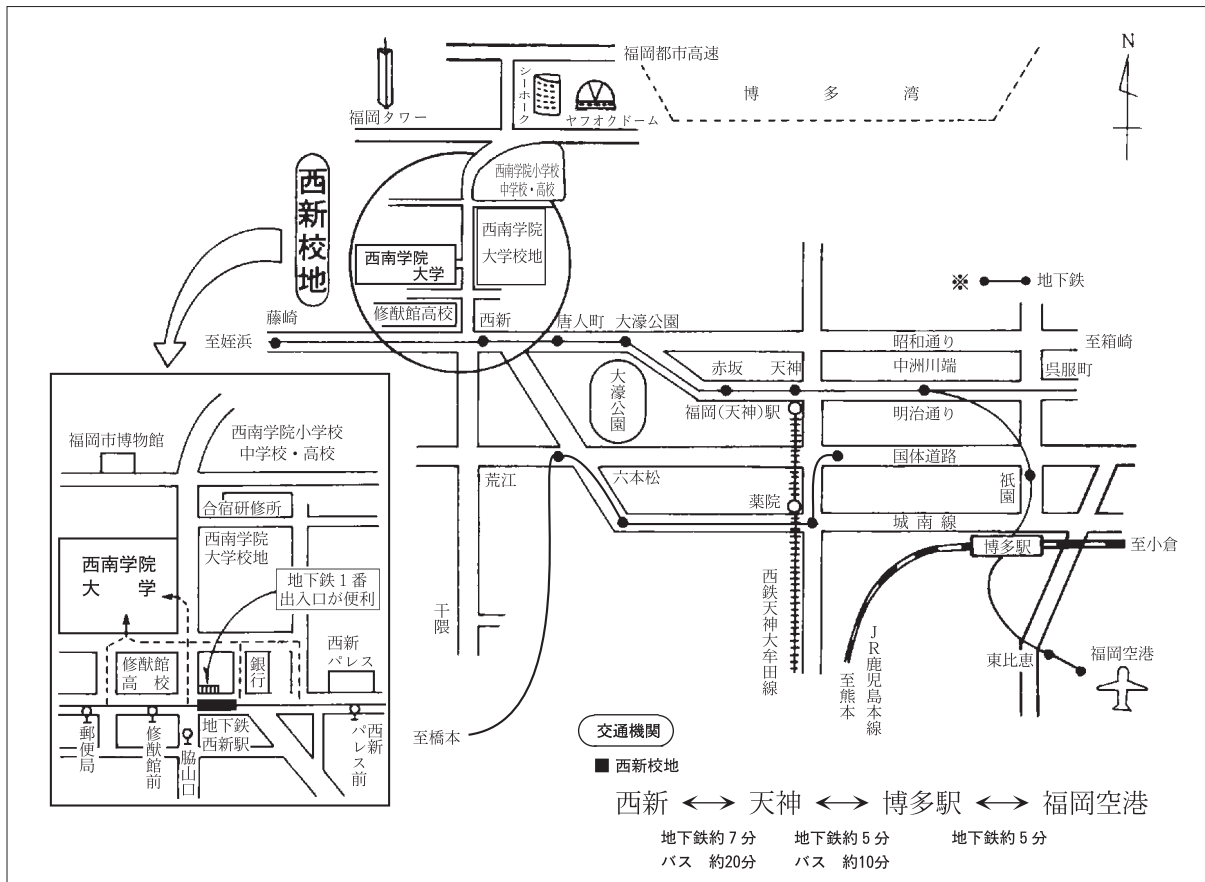 福岡都市高速
N
シーホーク
福岡タワー
ヤフオクドーム
博多湾
西新校地
西南学院小学校
中学校・高校
西南学院
大学校地
西南学院
大学
修猷館高校
※
地下鉄
藤崎
西新
唐人町
大濠公園
至姪浜
昭和通り
至箱崎
赤坂
天神
中洲川端
呉服町
大濠公園
福岡(天神)駅
明治通り
荒江
六本松
国体道路
祇園
薬院
城南線
博多駅
至小倉
干隈
西鉄天神大牟田線
JR鹿児島本線
至熊本
東比恵
福岡空港
至橋本
福岡市博物館
西南学院小学校
中学校・高校
合宿研修所
西南学院
大学
西南学院
大学校地
地下鉄1番
出入口が便利
修猷館
高校
銀行
西新
パレス
郵便局
修猷館前
脇山口
地下鉄
西新駅
西新
パレス前
交通機関
■ 西新校地
西新 ⟷ 天神 ⟷ 博多駅 ⟷ 福岡空港
地下鉄約7分 地下鉄約5分 地下鉄約5分
バス 約20分 バス 約10分